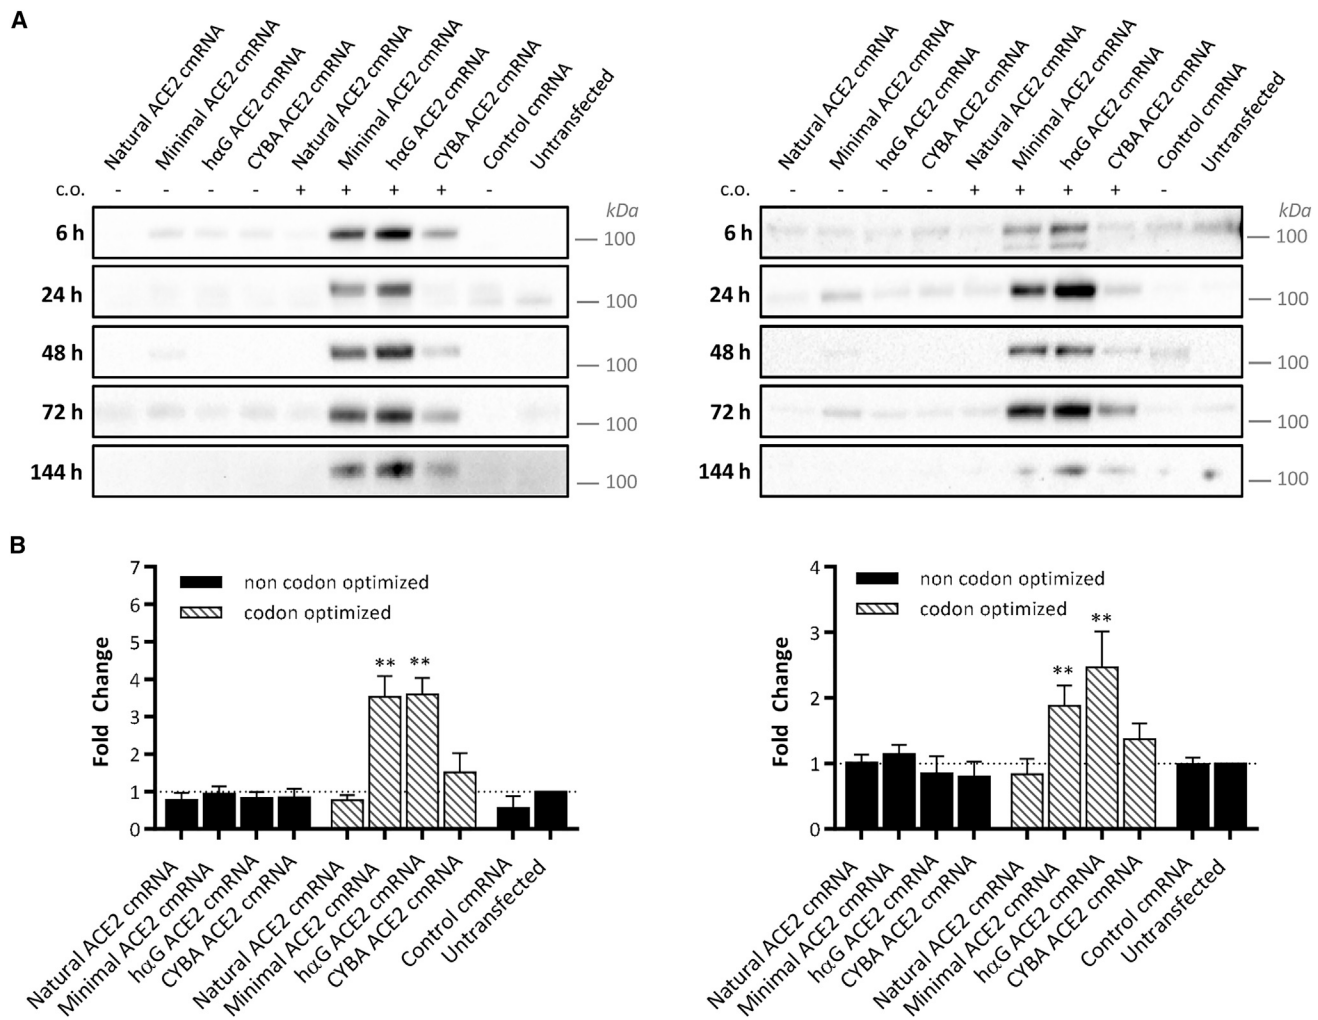 A
Natural ACE2 cmRNA
Minimal ACE2 cmRNA
hαG ACE2 cmRNA
CYBA ACE2 cmRNA
Natural ACE2 cmRNA
Minimal ACE2 cmRNA
hαG ACE2 cmRNA
CYBA ACE2 cmRNA
Control cmRNA
Untransfected
c.o. - - - - + + + + -
kDa
6 h 100
24 h 100
48 h 100
72 h 100
144 h 100
Natural ACE2 cmRNA
Minimal ACE2 cmRNA
hαG ACE2 cmRNA
CYBA ACE2 cmRNA
Natural ACE2 cmRNA
Minimal ACE2 cmRNA
hαG ACE2 cmRNA
CYBA ACE2 cmRNA
Control cmRNA
Untransfected
c.o. - - - - + + + + -
kDa
6 h 100
24 h 100
48 h 100
72 h 100
144 h 100
B
Fold Change
7
6
5
4
3
2
1
0
non codon optimized
codon optimized
** **
Natural ACE2 cmRNA
Minimal ACE2 cmRNA
hαG ACE2 cmRNA
CYBA ACE2 cmRNA
Natural ACE2 cmRNA
Minimal ACE2 cmRNA
hαG ACE2 cmRNA
CYBA ACE2 cmRNA
Control cmRNA
Untransfected
Fold Change
4
3
2
1
0
non codon optimized
codon optimized
**
**
Natural ACE2 cmRNA
Minimal ACE2 cmRNA
hαG ACE2 cmRNA
CYBA ACE2 cmRNA
Natural ACE2 cmRNA
Minimal ACE2 cmRNA
hαG ACE2 cmRNA
CYBA ACE2 cmRNA
Control cmRNA
Untransfected